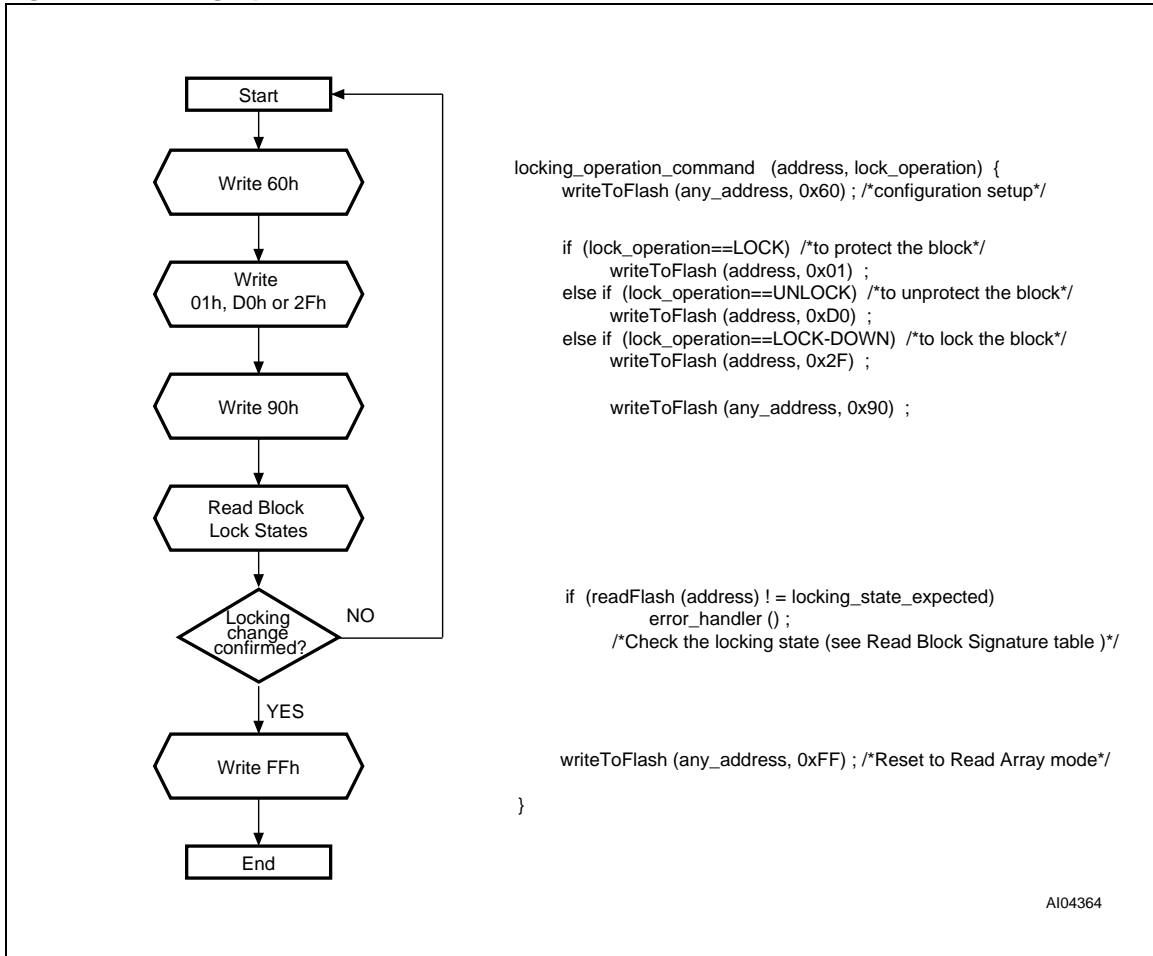 Start
Write 60h
Write
01h, D0h or 2Fh
Write 90h
Read Block
Lock States
Locking
change
confirmed?
NO
YES
Write FFh
End
locking_operation_command (address, lock_operation) {
writeToFlash (any_address, 0x60) ; /*configuration setup*/
if (lock_operation==LOCK) /*to protect the block*/
writeToFlash (address, 0x01) ;
else if (lock_operation==UNLOCK) /*to unprotect the block*/
writeToFlash (address, 0xD0) ;
else if (lock_operation==LOCK-DOWN) /*to lock the block*/
writeToFlash (address, 0x2F) ;
writeToFlash (any_address, 0x90) ;
if (readFlash (address) ! = locking_state_expected)
error_handler () ;
/*Check the locking state (see Read Block Signature table )*/
writeToFlash (any_address, 0xFF) ; /*Reset to Read Array mode*/
}
AI04364